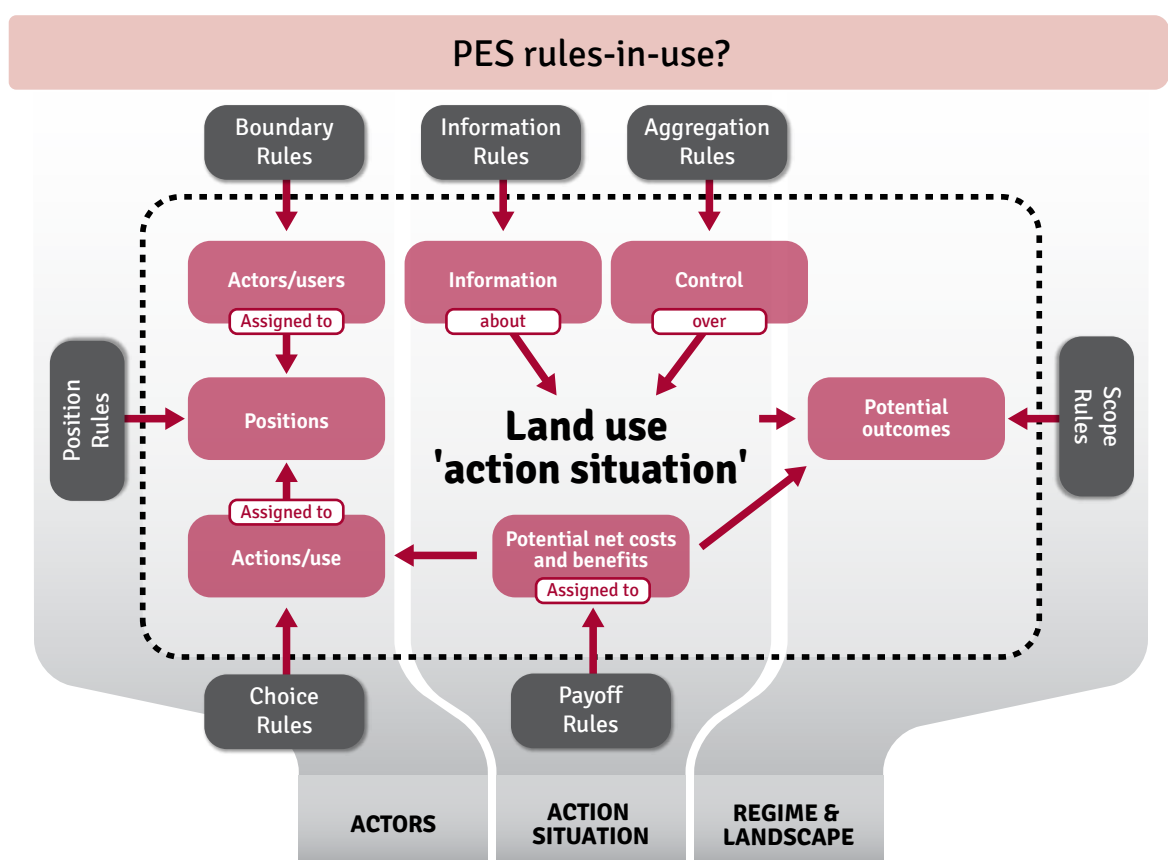 PES rules-in-use?
Boundary
Rules
Information
Rules
Aggregation
Rules
Actors/users
Assigned to
Information
about
Control
over
Position
Rules
Positions
Land use
'action situation'
Potential
outcomes
Scope
Rules
Assigned to
Actions/use
Potential net costs
and benefits
Assigned to
Choice
Rules
Payoff
Rules
ACTORS
ACTION
SITUATION
REGIME &
LANDSCAPE